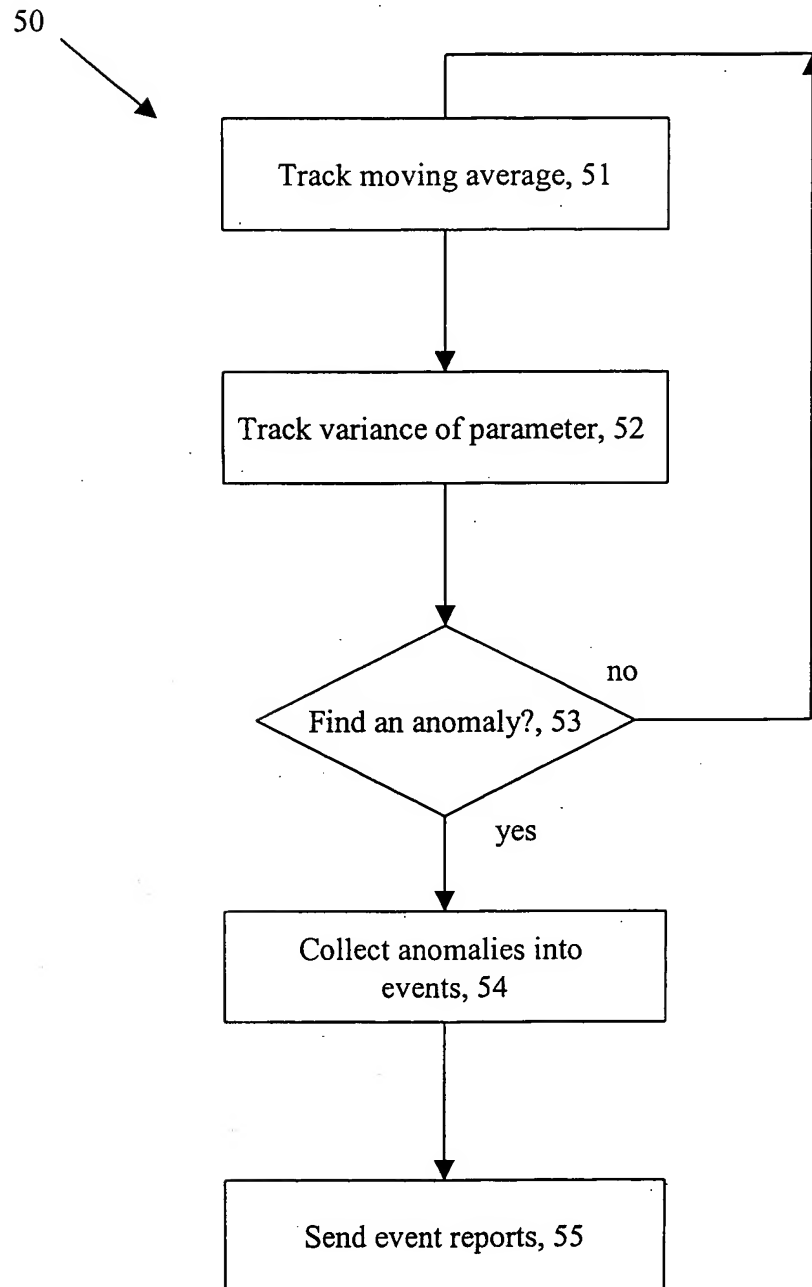 50
Track moving average, 51
Track variance of parameter, 52
no
Find an anomaly?, 53
yes
Collect anomalies into
events, 54
Send event reports, 55